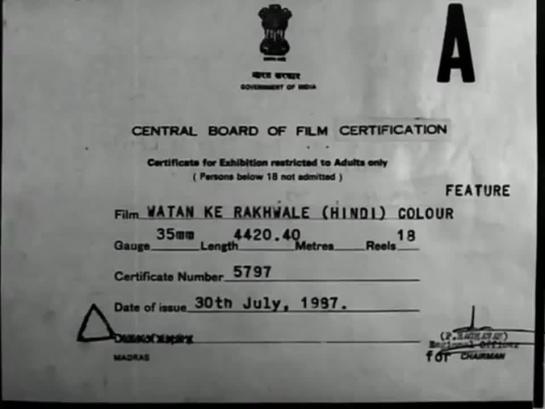 A
भारत सरकार
GOVERNMENT OF INDIA
CENTRAL BOARD OF FILM CERTIFICATION
Certificate for Exhibition restricted to Adults only
( Persons below 18 not admitted )
FEATURE
Film WATAN KE RAKHWALE (HINDI) COLOUR
Gauge 35mm Length 4420.40 Metres Reels 18
Certificate Number 5797
Date of issue 30th July, 1987.
Regional Officer
MADRAS for CHAIRMAN